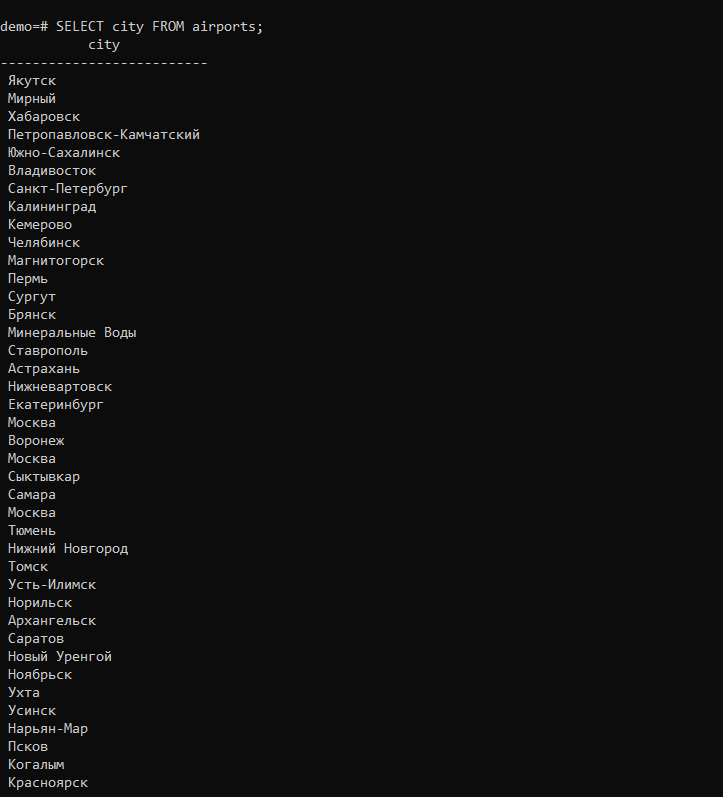 demo=# SELECT city FROM airports;
city
--------------------------
Якутск
Мирный
Хабаровск
Петропавловск-Камчатский
Южно-Сахалинск
Владивосток
Санкт-Петербург
Калининград
Кемерово
Челябинск
Магнитогорск
Пермь
Сургут
Брянск
Минеральные Воды
Ставрополь
Астрахань
Нижневартовск
Екатеринбург
Москва
Воронеж
Москва
Сыктывкар
Самара
Москва
Тюмень
Нижний Новгород
Томск
Усть-Илимск
Норильск
Архангельск
Саратов
Новый Уренгой
Ноябрьск
Ухта
Усинск
Нарьян-Мар
Псков
Когалым
Красноярск